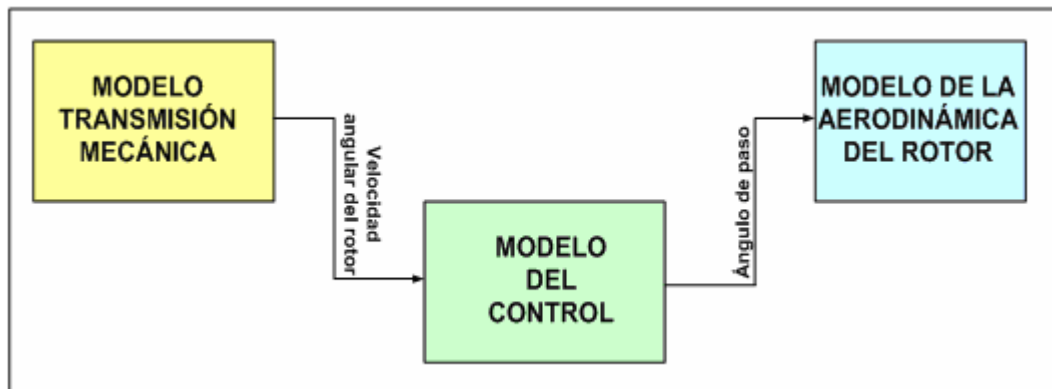 MODELO
TRANSMISIÓN
MECÁNICA
Velocidad
angular del rotor
MODELO
DEL
CONTROL
Ángulo de paso
MODELO DE LA
AERODINÁMICA
DEL ROTOR